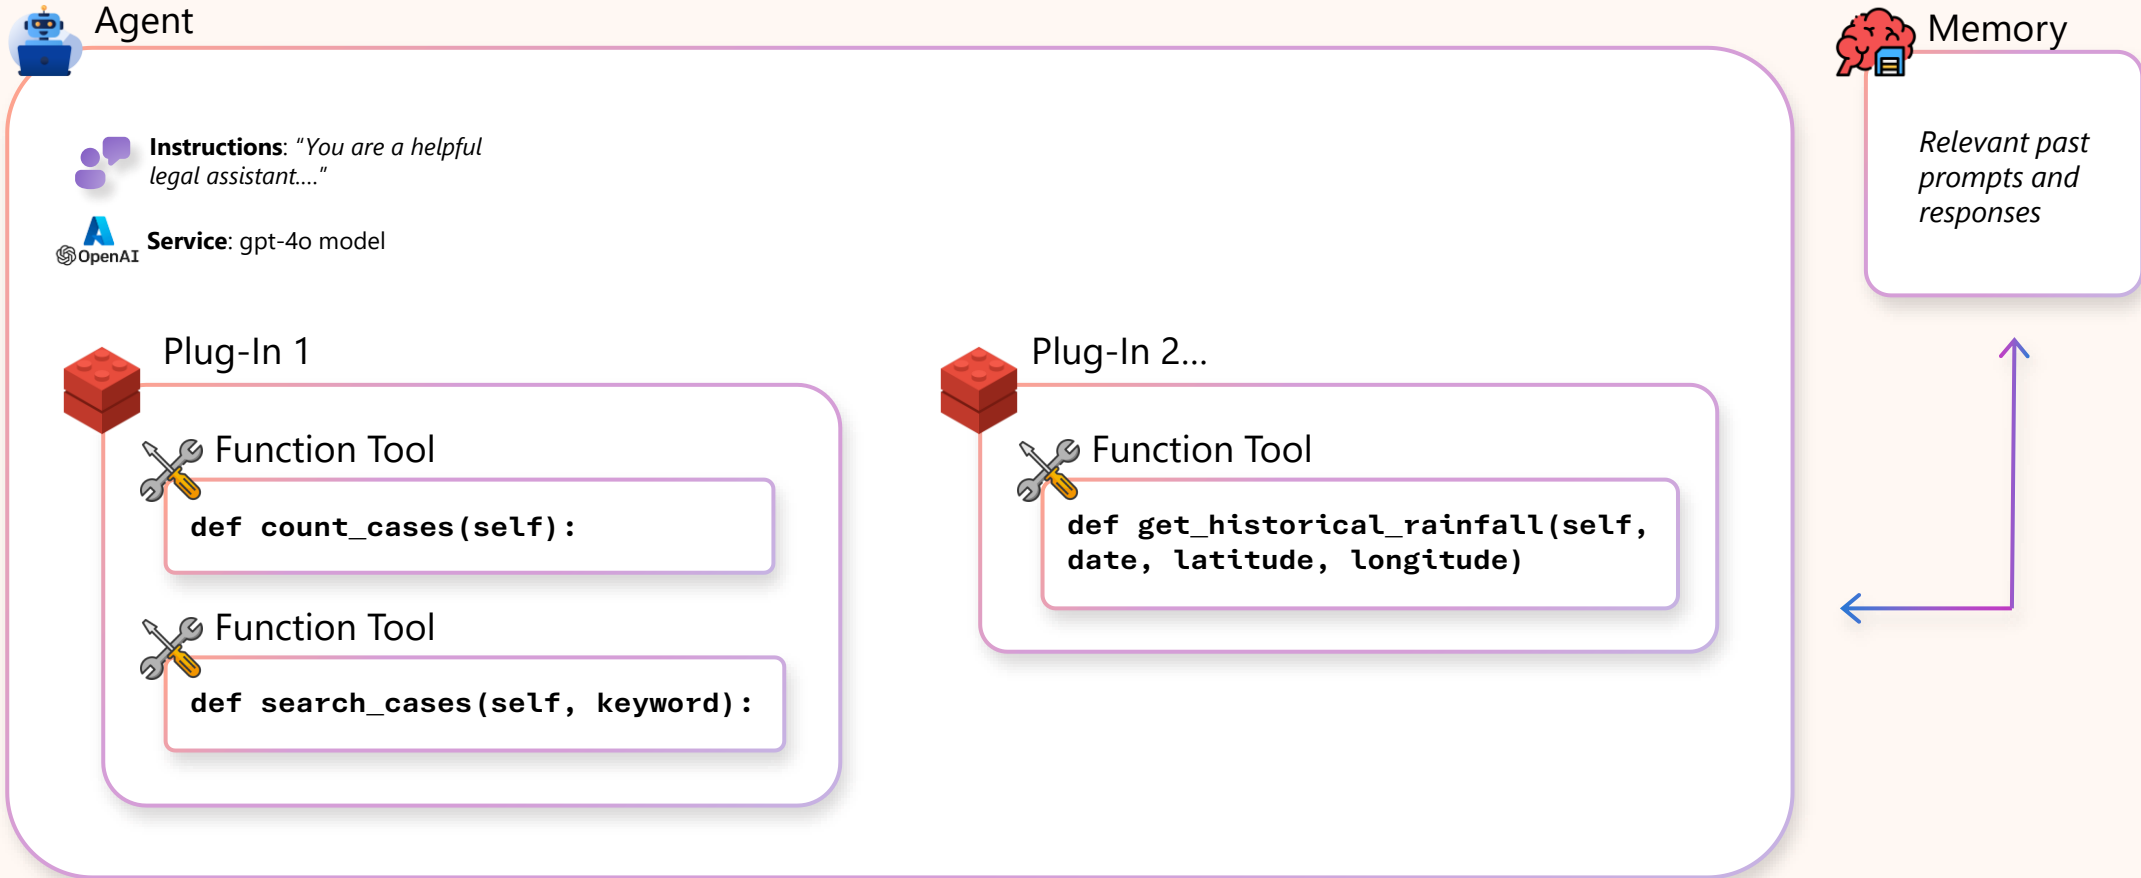 Agent
Memory
Instructions: "You are a helpful
legal assistant...."
OpenAI
Service: gpt-4o model
Relevant past
prompts and
responses
Plug-In 1
Function Tool
def count_cases(self):
Function Tool
def search_cases(self, keyword):
Plug-In 2...
Function Tool
def get_historical_rainfall(self,
date, latitude, longitude)